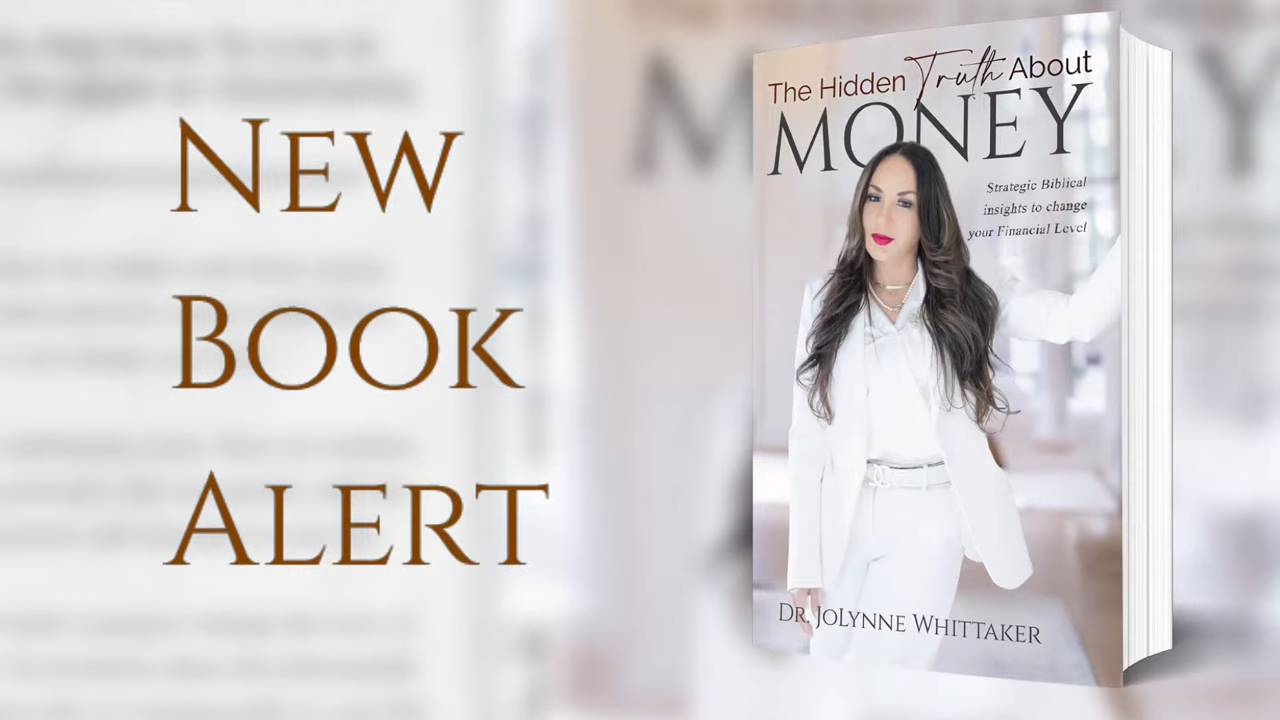 New
Book
Alert
The Hidden Truth About
MONEY
Strategic Biblical
insights to change
your Financial Level
Dr. JoLynne Whittaker